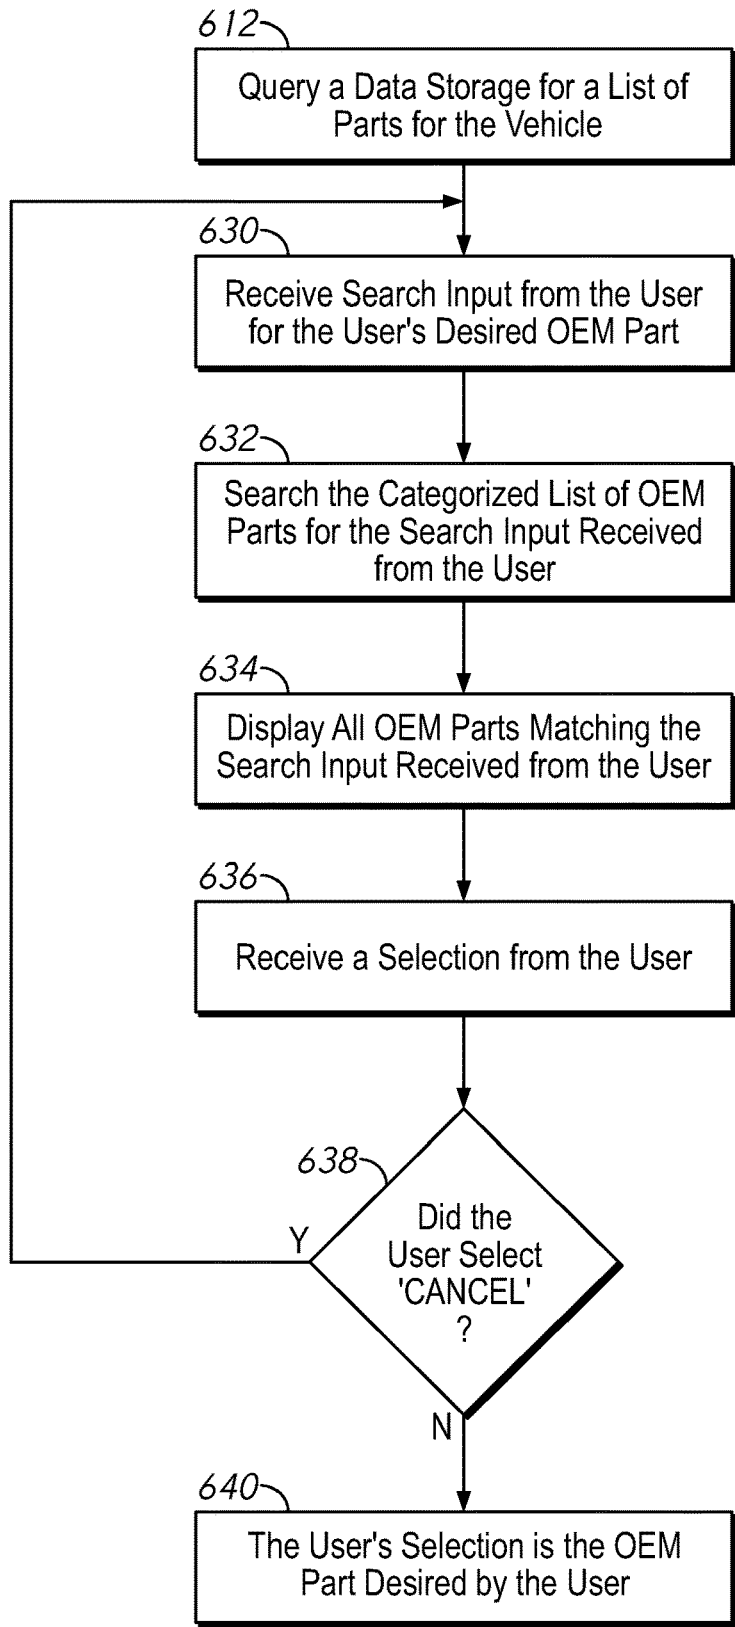 612
Query a Data Storage for a List of
Parts for the Vehicle
630
Receive Search Input from the User
for the User's Desired OEM Part
632
Search the Categorized List of OEM
Parts for the Search Input Received
from the User
634
Display All OEM Parts Matching the
Search Input Received from the User
636
Receive a Selection from the User
638
Did the
User Select
'CANCEL'
?
Y
N
640
The User's Selection is the OEM
Part Desired by the User